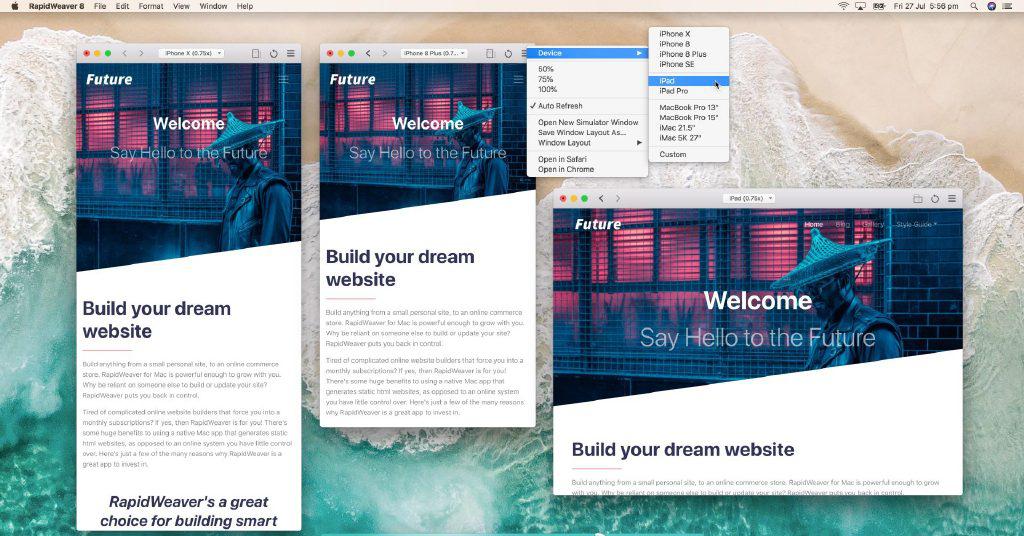 RapidWeaver 8 File Edit Format View Window Help
Fri 27 Jul 5:56 pm
iPhone X (0.75x)
Future
Welcome
Say Hello to the Future
Build your dream
website
Build anything from a small personal site, to an online commerce
store. RapidWeaver for Mac is powerful enough to grow with you.
Why be reliant on someone else to build or update your site?
RapidWeaver puts you back in control.
Tired of complicated online website builders that force you into a
monthly subscriptions? If yes, then RapidWeaver is for you! There's
some huge benefits to using a native Mac app that generates static
html websites, as opposed to an online system you have little control
over. Here's just a few of the many reasons why RapidWeaver is a
great app to invest in.
RapidWeaver's a great
choice for building smart
iPhone 8 Plus (0.7...
Future
Welcome
Say Hello to the Future
Build your dream
website
Build anything from a small personal site, to an online commerce
store. RapidWeaver for Mac is powerful enough to grow with you.
Why be reliant on someone else to build or update your site?
RapidWeaver puts you back in control.
Tired of complicated online website builders that force you into a
monthly subscriptions? If yes, then RapidWeaver is for you!
There's some huge benefits to using a native Mac app that
generates static html websites, as opposed to an online system
you have little control over. Here's just a few of the many reasons
why RapidWeaver is a great app to invest in.
Device
50%
75%
100%
Auto Refresh
Open New Simulator Window
Save Window Layout As...
Window Layout
Open in Safari
Open in Chrome
iPhone X
iPhone 8
iPhone 8 Plus
iPhone SE
iPad
iPad Pro
MacBook Pro 13"
MacBook Pro 15"
iMac 21.5"
iMac 5K 27"
Custom
iPad (0.75x)
Future
Home Blog Gallery Style Guide
Welcome
Say Hello to the Future
Build your dream website
Build anything from a small personal site, to an online commerce store. RapidWeaver for Mac is powerful enough to grow with
you. Why be reliant on someone else to build or update your site? RapidWeaver puts you back in control.